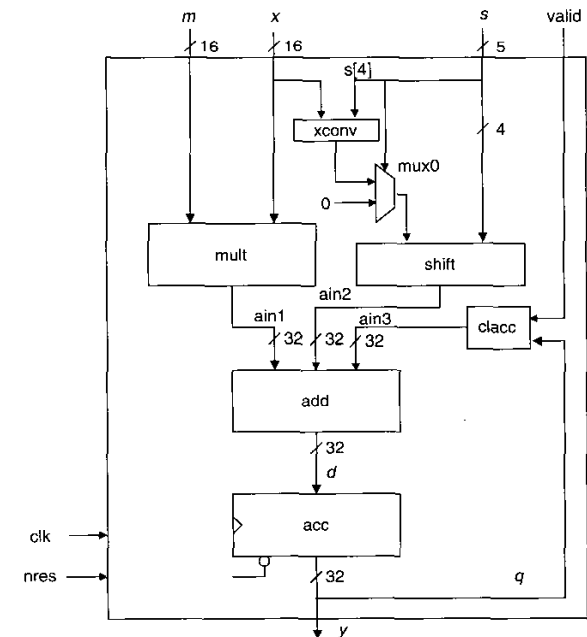 m x s valid
16 16 5
s[4]
xconv 4
mux0
0
mult shift
ain2
ain1 ain3 clacc
32 32 32
add
32
d
acc
clk
nres 32 q
y